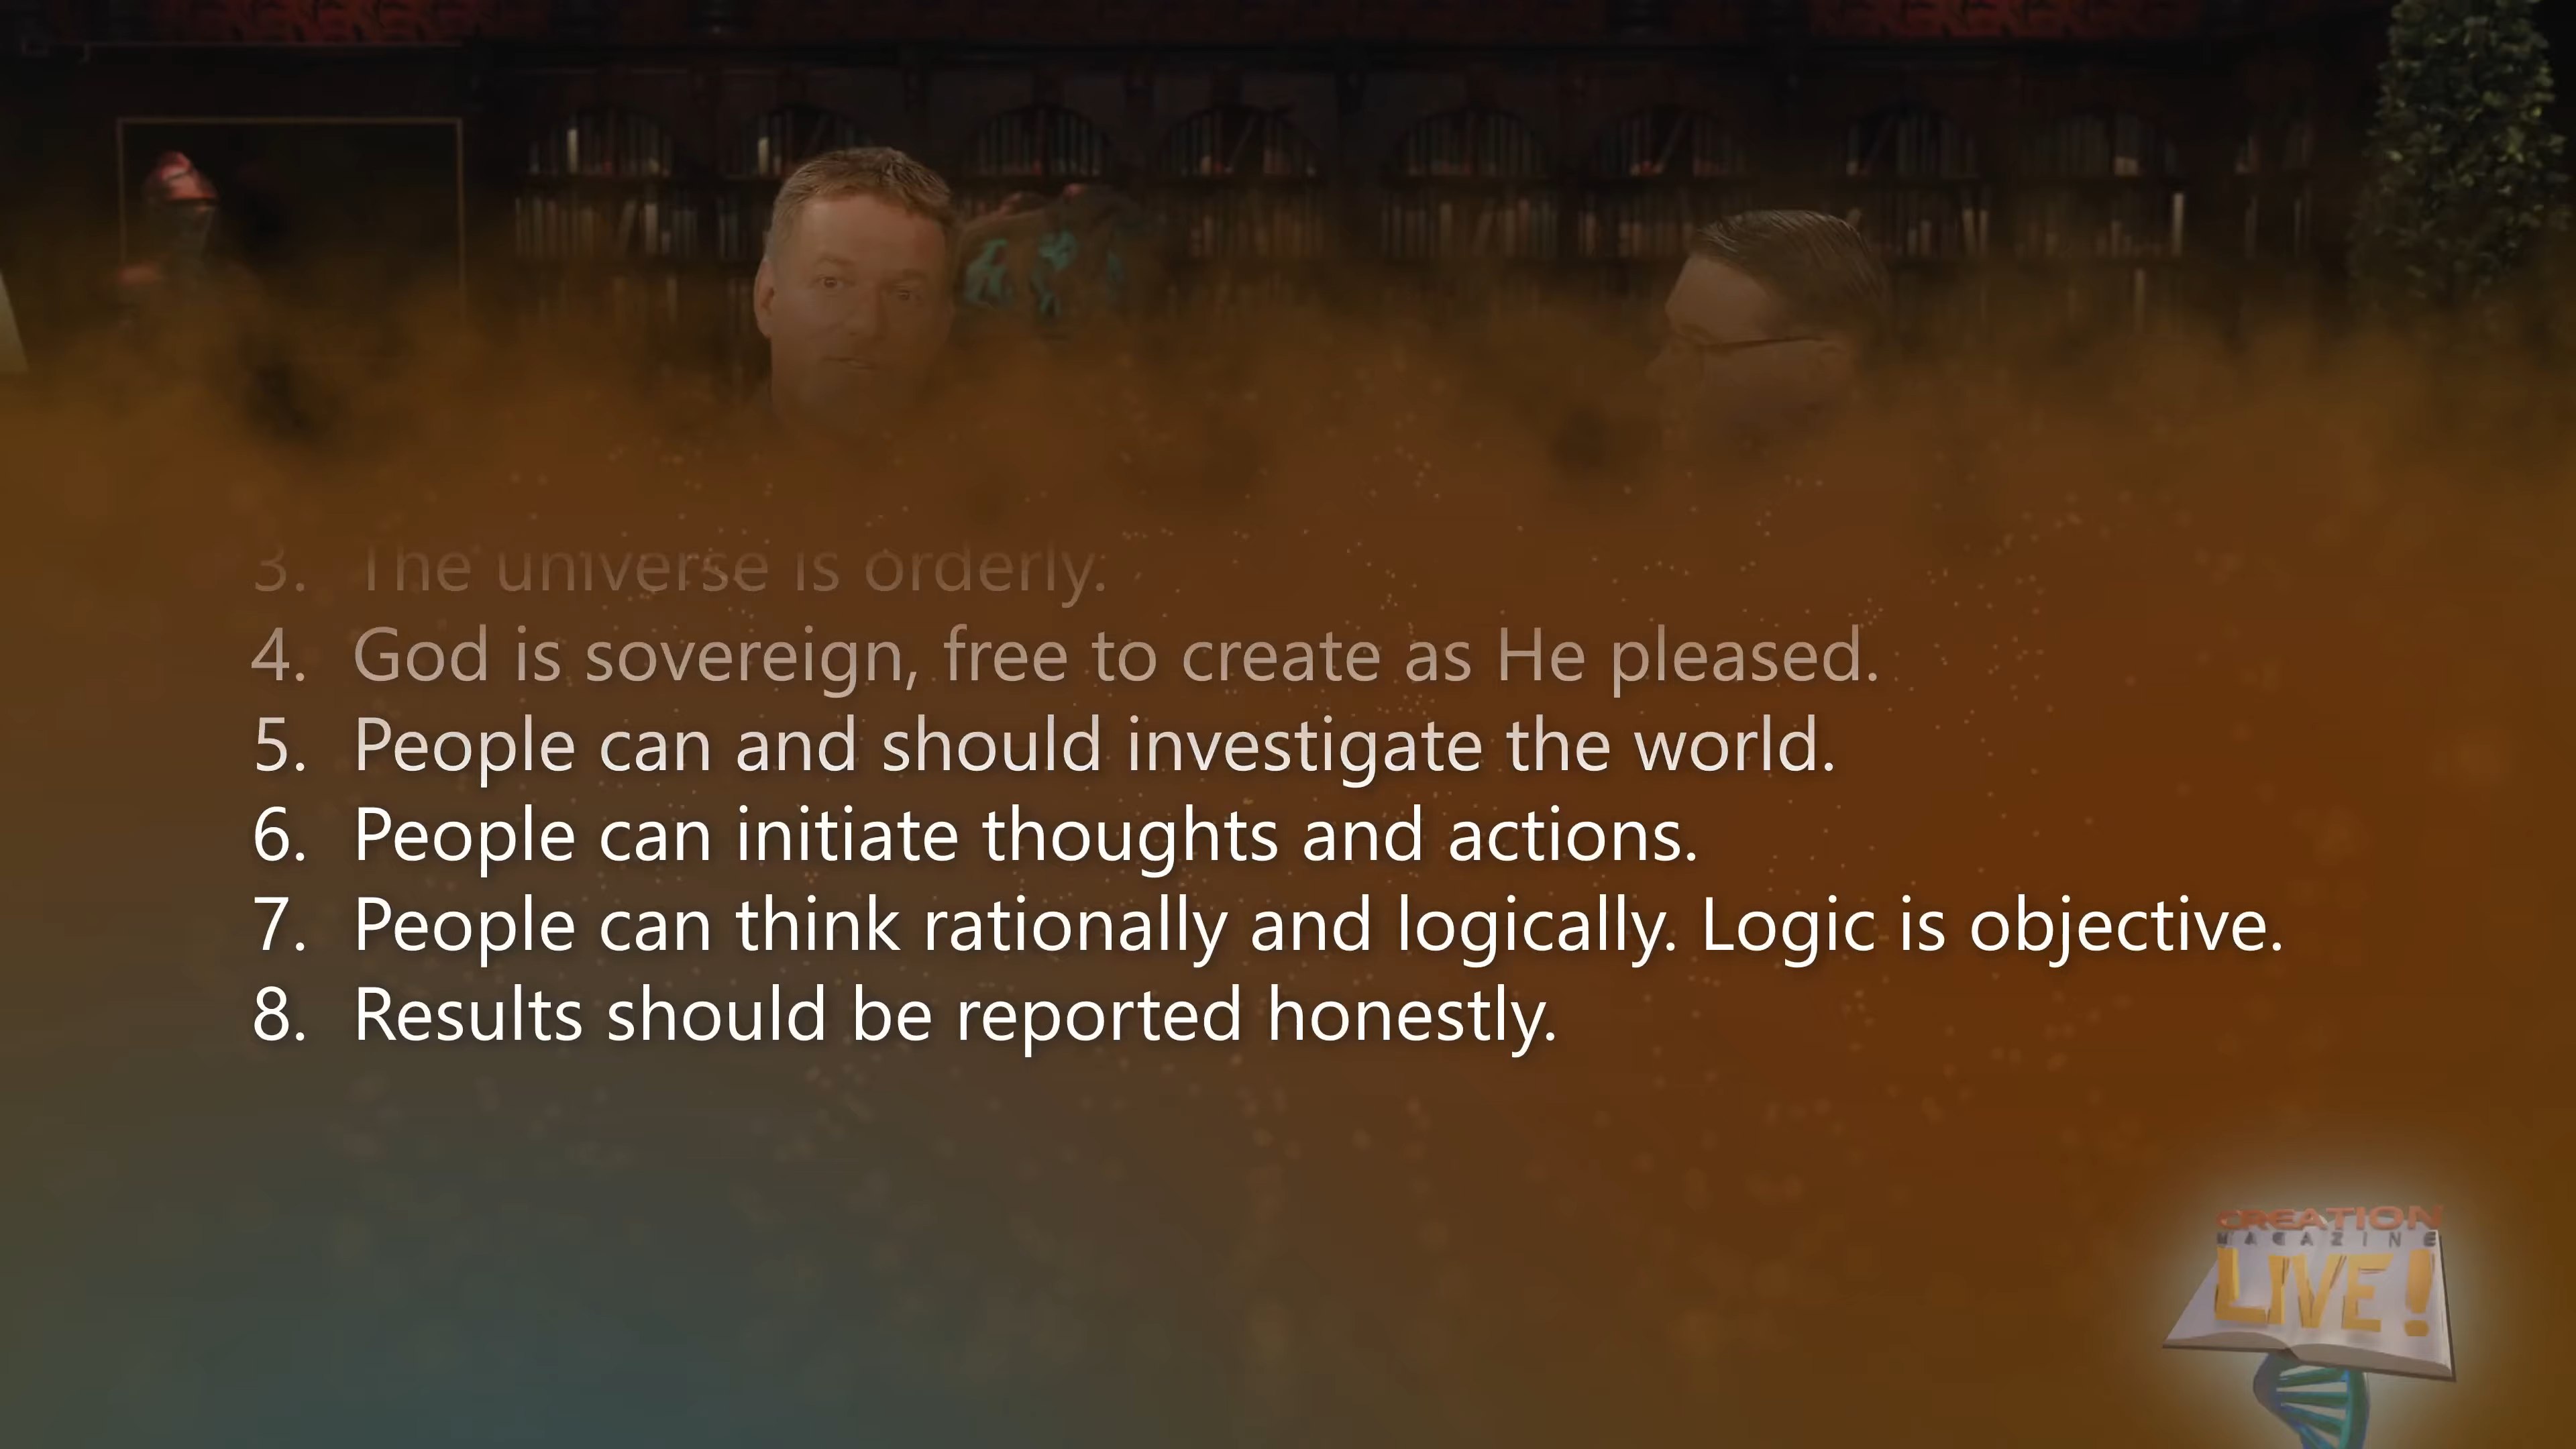 3. The universe is orderly.
4. God is sovereign, free to create as He pleased.
5. People can and should investigate the world.
6. People can initiate thoughts and actions.
7. People can think rationally and logically. Logic is objective.
8. Results should be reported honestly.
CREATION
MAGAZINE
LIVE!